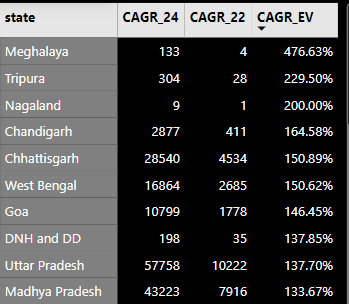 state CAGR_24 CAGR_22 CAGR_EV
Meghalaya 133 4 476.63%
Tripura 304 28 229.50%
Nagaland 9 1 200.00%
Chandigarh 2877 411 164.58%
Chhattisgarh 28540 4534 150.89%
West Bengal 16864 2685 150.62%
Goa 10799 1778 146.45%
DNH and DD 198 35 137.85%
Uttar Pradesh 57758 10222 137.70%
Madhya Pradesh 43223 7916 133.67%